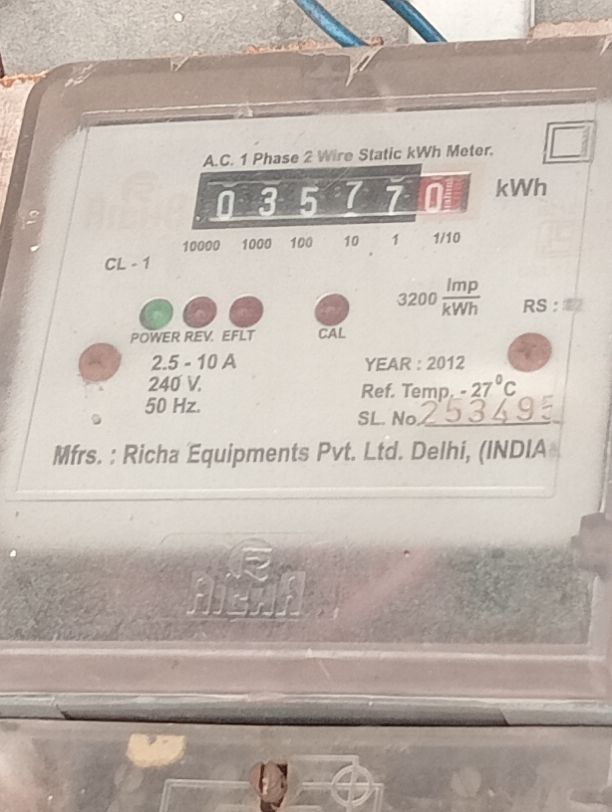 A.C. 1 Phase 2 Wire Static kWh Meter.
0 3 5 7 7 0 kWh
10000 1000 100 10 1 1/10
CL - 1
3200 Imp/kWh RS :
POWER REV. EFLT CAL
2.5 - 10 A YEAR : 2012
240 V. Ref. Temp. - 27°C
50 Hz. SL. No. 253495
Mfrs. : Richa Equipments Pvt. Ltd. Delhi, (INDIA
RICHA